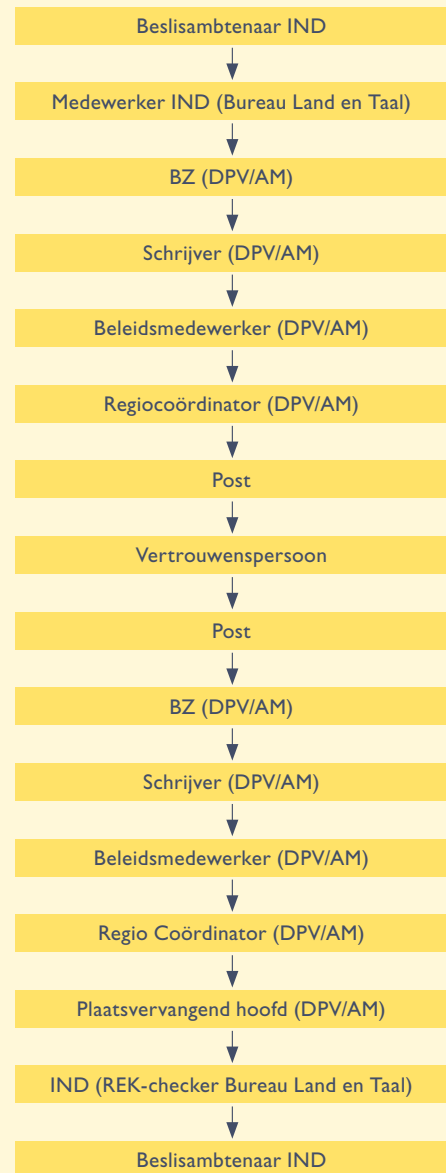 Beslisambtenaar IND
Medewerker IND (Bureau Land en Taal)
BZ (DPV/AM)
Schrijver (DPV/AM)
Beleidsmedewerker (DPV/AM)
Regiocoördinator (DPV/AM)
Post
Vertrouwenspersoon
Post
BZ (DPV/AM)
Schrijver (DPV/AM)
Beleidsmedewerker (DPV/AM)
Regio Coördinator (DPV/AM)
Plaatsvervangend hoofd (DPV/AM)
IND (REK-checker Bureau Land en Taal)
Beslisambtenaar IND